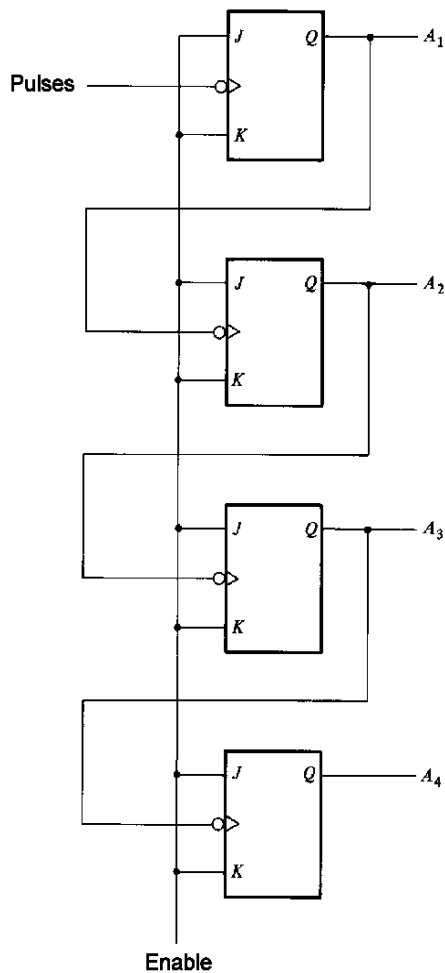 J Q A₁
Pulses
K
J Q A₂
K
J Q A₃
K
J Q A₄
K
Enable